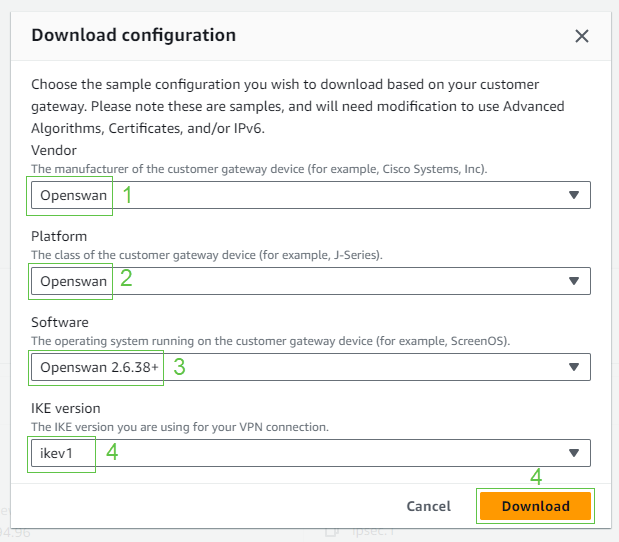 Download configuration
Choose the sample configuration you wish to download based on your customer
gateway. Please note these are samples, and will need modification to use Advanced
Algorithms, Certificates, and/or IPv6.
Vendor
The manufacturer of the customer gateway device (for example, Cisco Systems, Inc).
Openswan 1
Platform
The class of the customer gateway device (for example, J-Series).
Openswan 2
Software
The operating system running on the customer gateway device (for example, ScreenOS).
Openswan 2.6.38+ 3
IKE version
The IKE version you are using for your VPN connection.
ikev1 4
4
Cancel Download
94.96 ipsec.1